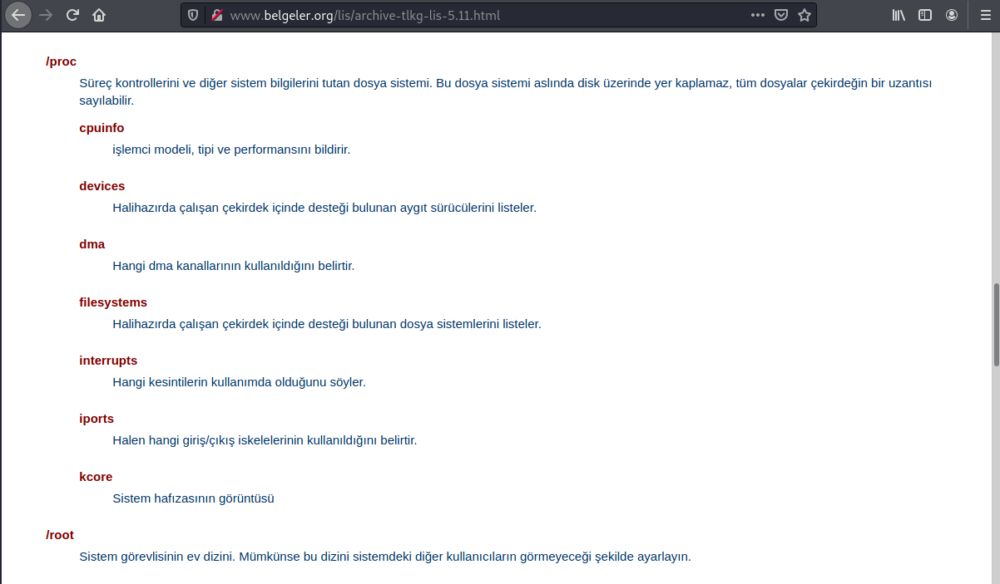 www.belgeler.org/lis/archive-tlkg-lis-5.11.html
/proc
Süreç kontrollerini ve diğer sistem bilgilerini tutan dosya sistemi. Bu dosya sistemi aslında disk üzerinde yer kaplamaz, tüm dosyalar çekirdeğin bir uzantısı
sayılabilir.
cpuinfo
işlemci modeli, tipi ve performansını bildirir.
devices
Halihazırda çalışan çekirdek içinde desteği bulunan aygıt sürücülerini listeler.
dma
Hangi dma kanallarının kullanıldığını belirtir.
filesystems
Halihazırda çalışan çekirdek içinde desteği bulunan dosya sistemlerini listeler.
interrupts
Hangi kesintilerin kullanımda olduğunu söyler.
iports
Halen hangi giriş/çıkış iskelelerinin kullanıldığını belirtir.
kcore
Sistem hafızasının görüntüsü
/root
Sistem görevlisinin ev dizini. Mümkünse bu dizini sistemdeki diğer kullanıcıların görmeyeceği şekilde ayarlayın.